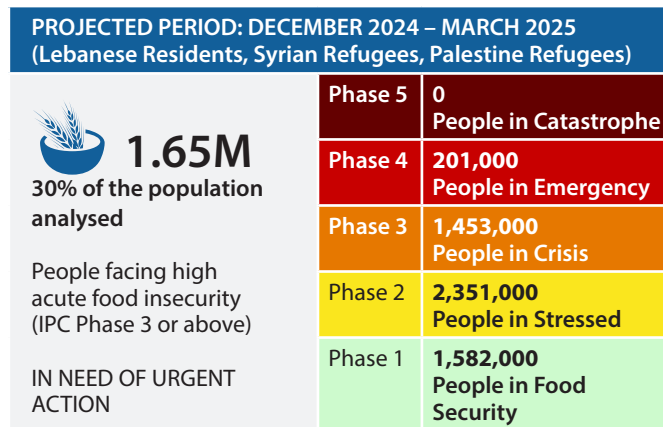 PROJECTED PERIOD: DECEMBER 2024 – MARCH 2025
(Lebanese Residents, Syrian Refugees, Palestine Refugees)
1.65M
30% of the population
analysed
People facing high
acute food insecurity
(IPC Phase 3 or above)
IN NEED OF URGENT
ACTION
Phase 5
0
People in Catastrophe
Phase 4
201,000
People in Emergency
Phase 3
1,453,000
People in Crisis
Phase 2
2,351,000
People in Stressed
Phase 1
1,582,000
People in Food
Security